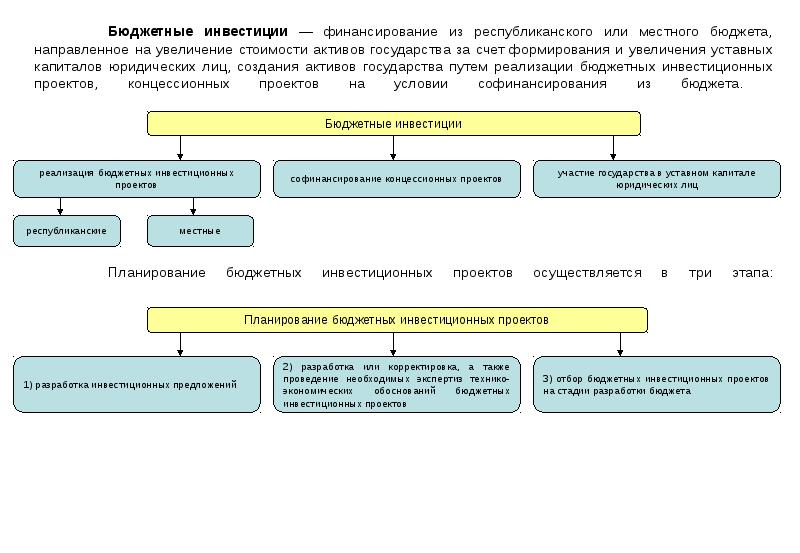 Бюджетные инвестиции — финансирование из республиканского или местного бюджета,
направленное на увеличение стоимости активов государства за счет формирования и увеличения уставных
капиталов юридических лиц, создания активов государства путем реализации бюджетных инвестиционных
проектов, концессионных проектов на условии софинансирования из бюджета.
Бюджетные инвестиции
реализация бюджетных инвестиционных
проектов
софинансирование концессионных проектов
участие государства в уставном капитале
юридических лиц
республиканские
местные
Планирование бюджетных инвестиционных проектов осуществляется в три этапа:
Планирование бюджетных инвестиционных проектов
1) разработка инвестиционных предложений
2) разработка или корректировка, а также
проведение необходимых экспертиз технико-
экономических обоснований бюджетных
инвестиционных проектов
3) отбор бюджетных инвестиционных проектов
на стадии разработки бюджета